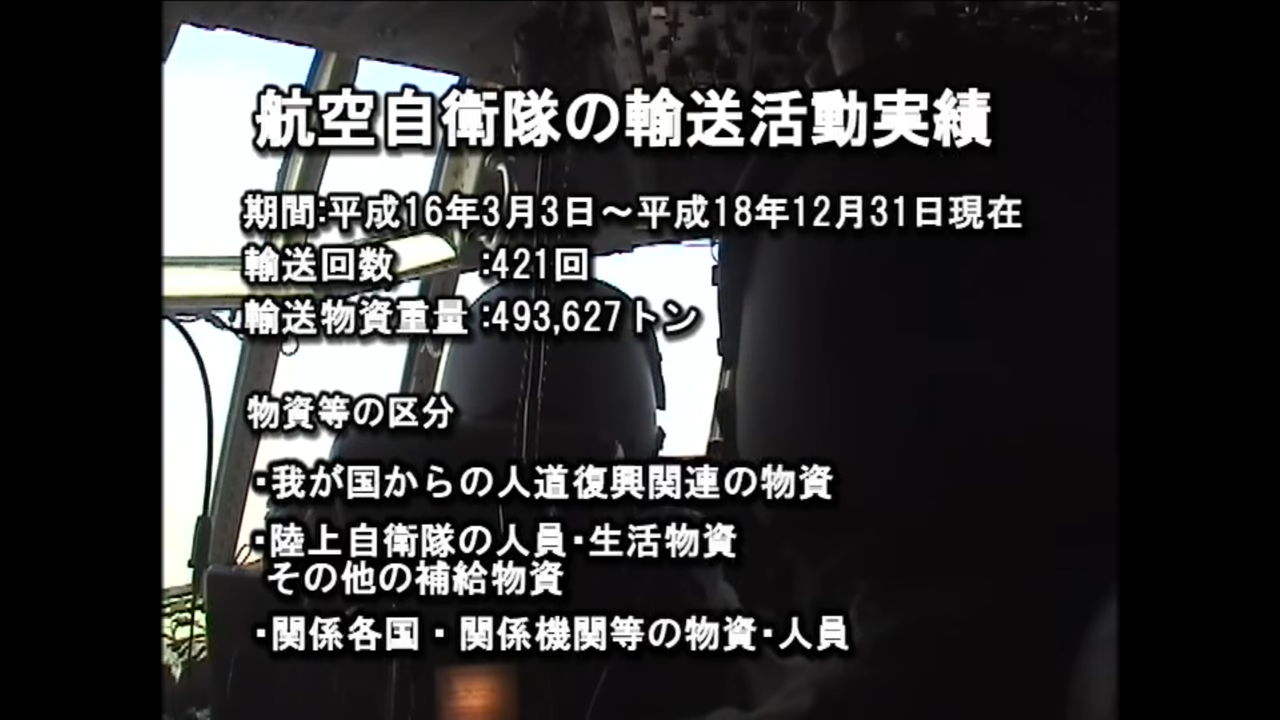 航空自衛隊の輸送活動実績
期間:平成16年3月3日～平成18年12月31日現在
輸送回数　　:421回
輸送物資重量:493,627トン
物資等の区分
・我が国からの人道復興関連の物資
・陸上自衛隊の人員・生活物資
その他の補給物資
・関係各国・関係機関等の物資・人員